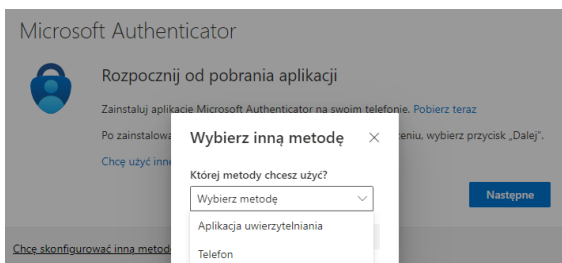 Microsoft Authenticator
Rozpocznij od pobrania aplikacji
Zainstaluj aplikację Microsoft Authenticator na swoim telefonie. Pobierz teraz
Po zainstalowa
eniu, wybierz przycisk „Dalej”.
Chcę użyć inne
Wybierz inną metodę
Której metody chcesz użyć?
Wybierz metodę
Następne
Aplikacja uwierzytelniania
Chcę skonfigurować inną metodę
Telefon